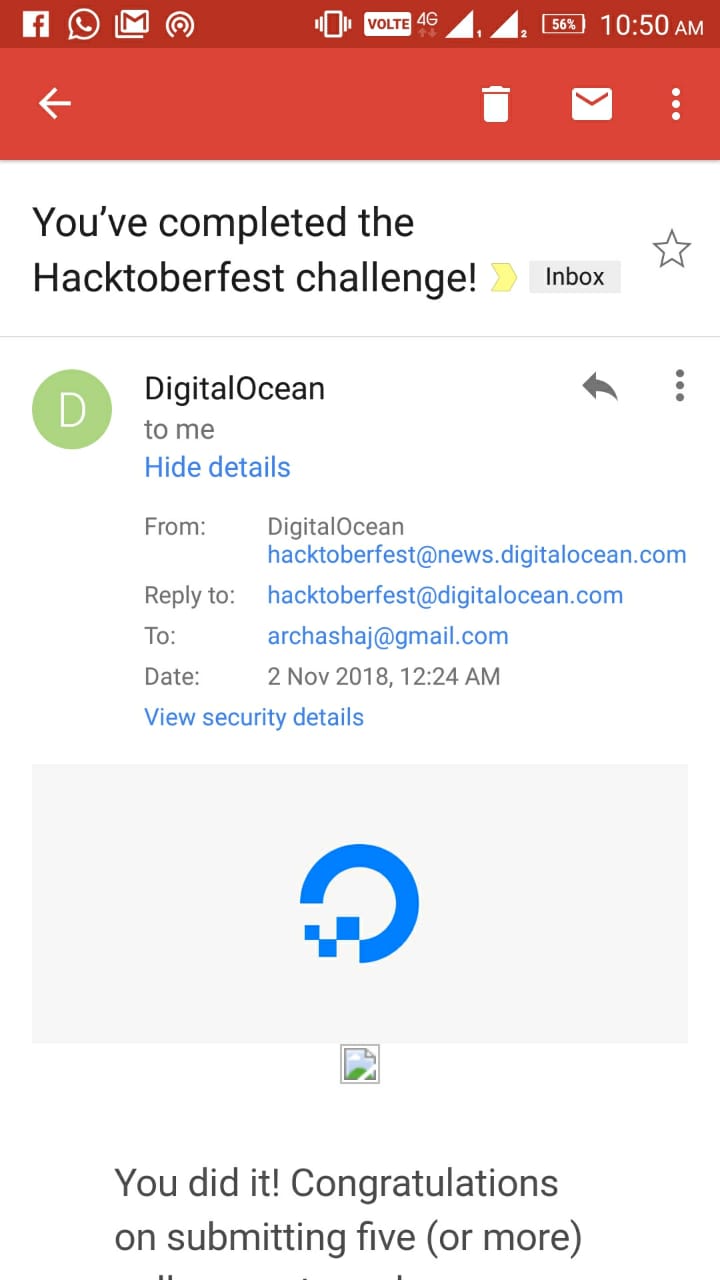 VOLTE 4G 1 2 56% 10:50 AM
You've completed the
Hacktoberfest challenge! Inbox
D DigitalOcean
to me
Hide details
From: DigitalOcean
hacktoberfest@news.digitalocean.com
Reply to: hacktoberfest@digitalocean.com
To: archashaj@gmail.com
Date: 2 Nov 2018, 12:24 AM
View security details
You did it! Congratulations
on submitting five (or more)